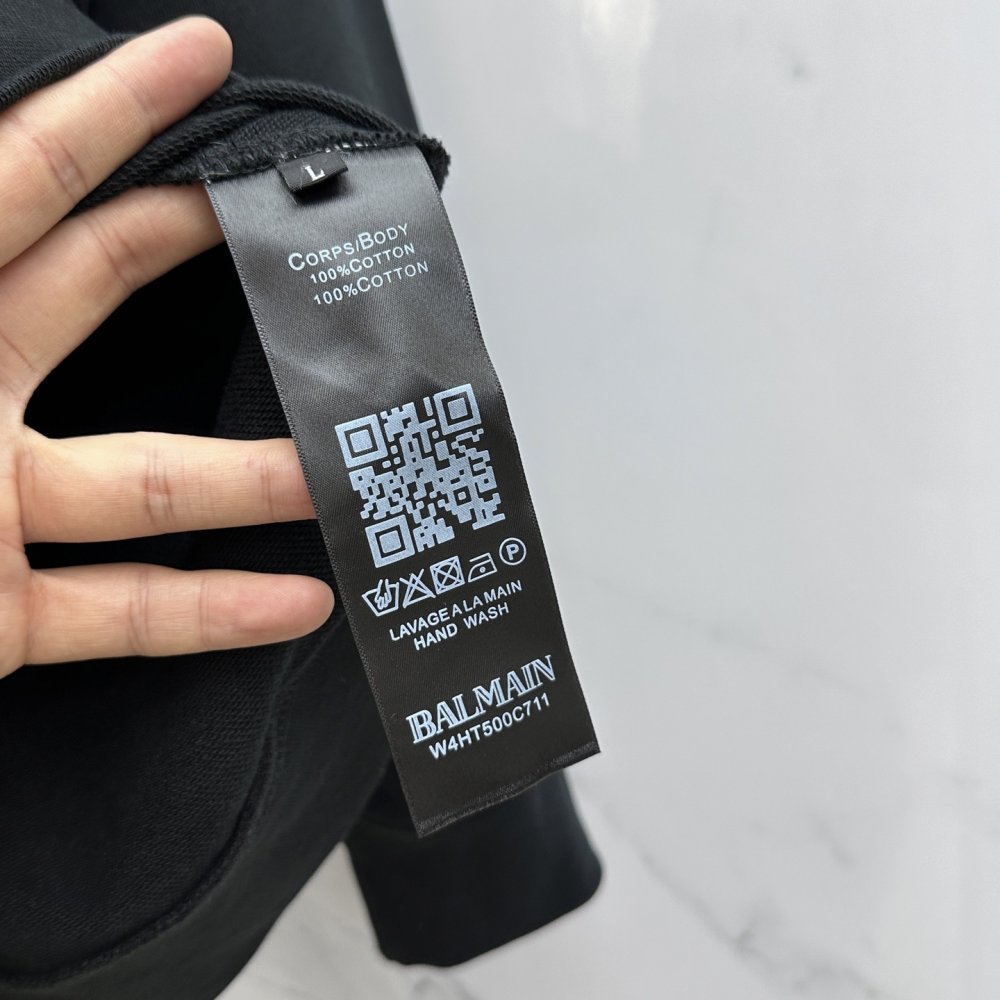 L
CORPS/BODY
100%COTTON
100%COTTON
P
LAVAGE A LA MAIN
HAND WASH
BALMAIN
W4HT500C711